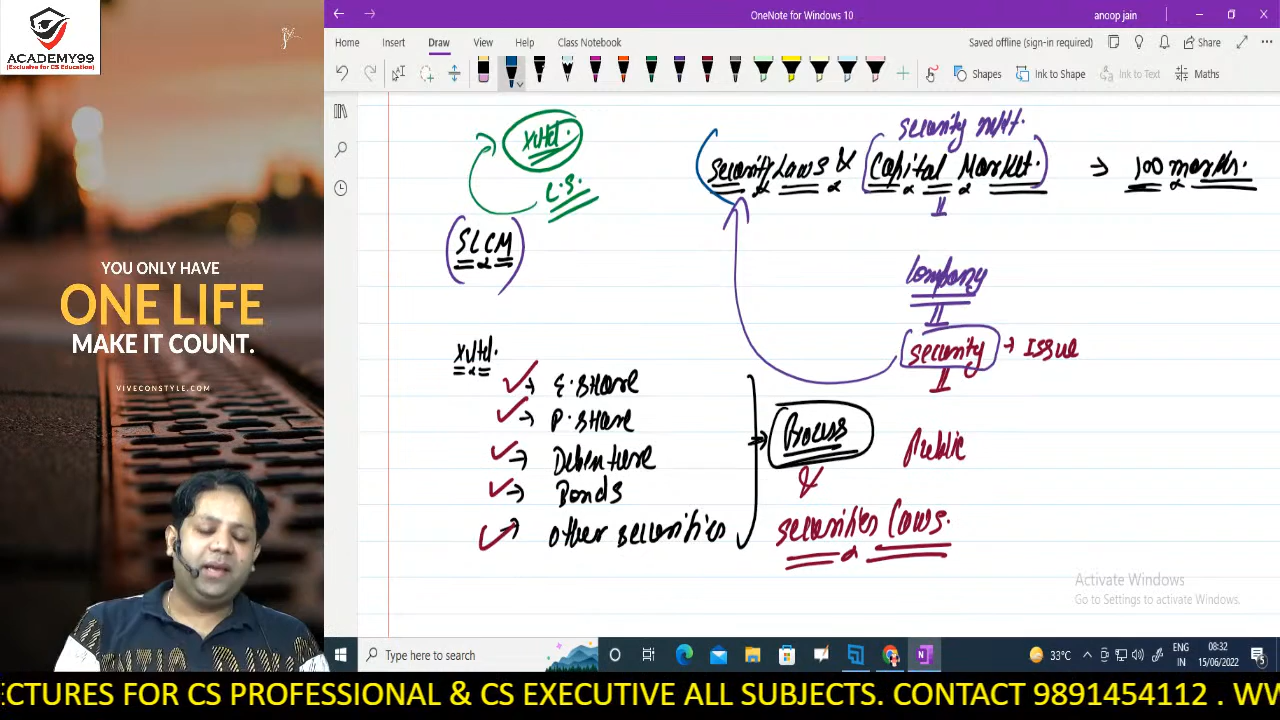 ACADEMY99
(Exclusive for CS Education)
YOU ONLY HAVE
ONE LIFE
MAKE IT COUNT.
VIVECONSTYLE.COM
OneNote for Windows 10
anoop jain
Home Insert Draw View Help Class Notebook
Saved offline (sign-in required)
Share
Shapes
Ink to Shape
Ink to Text
Maths
security mkt.
Security Laws & Capital Market. → 100 marks.
C.S.
(SLCM)
Company
security → Issue
→ E. Share
→ P. Share
→ Debenture
→ Bonds
→ other securities
Process
&
securities Laws.
Public
Activate Windows
Go to Settings to activate Windows.
Type here to search
33°C
ENG
IN
08:32
15/06/2022
5
ECTURES FOR CS PROFESSIONAL & CS EXECUTIVE ALL SUBJECTS. CONTACT 9891454112 . WW